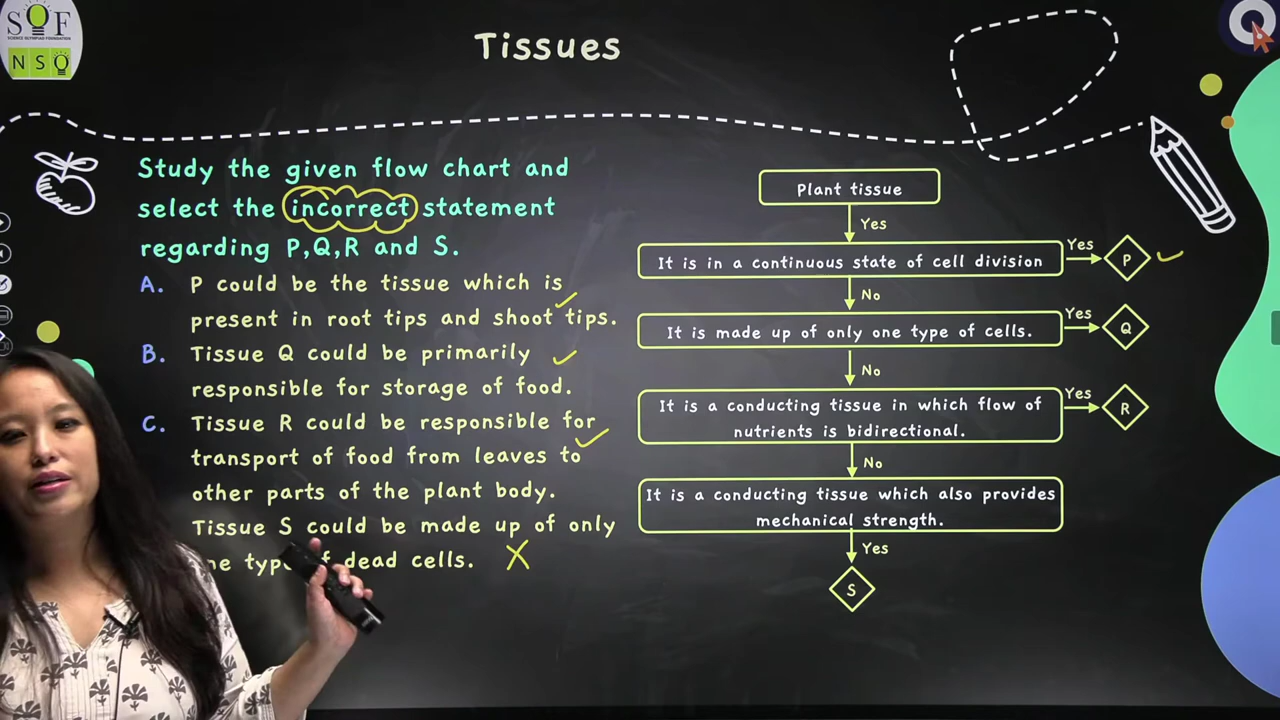 SOF
SCIENCE OLYMPIAD FOUNDATION
NSO
Tissues
Study the given flow chart and
select the incorrect statement
regarding P,Q,R and S.
A. P could be the tissue which is
present in root tips and shoot tips.
B. Tissue Q could be primarily
responsible for storage of food.
C. Tissue R could be responsible for
transport of food from leaves to
other parts of the plant body.
Tissue S could be made up of only
of dead cells.
Plant tissue
Yes
It is in a continuous state of cell division
Yes
P
No
It is made up of only one type of cells.
Yes
Q
No
It is a conducting tissue in which flow of
nutrients is bidirectional.
Yes
R
No
It is a conducting tissue which also provides
mechanical strength.
Yes
S